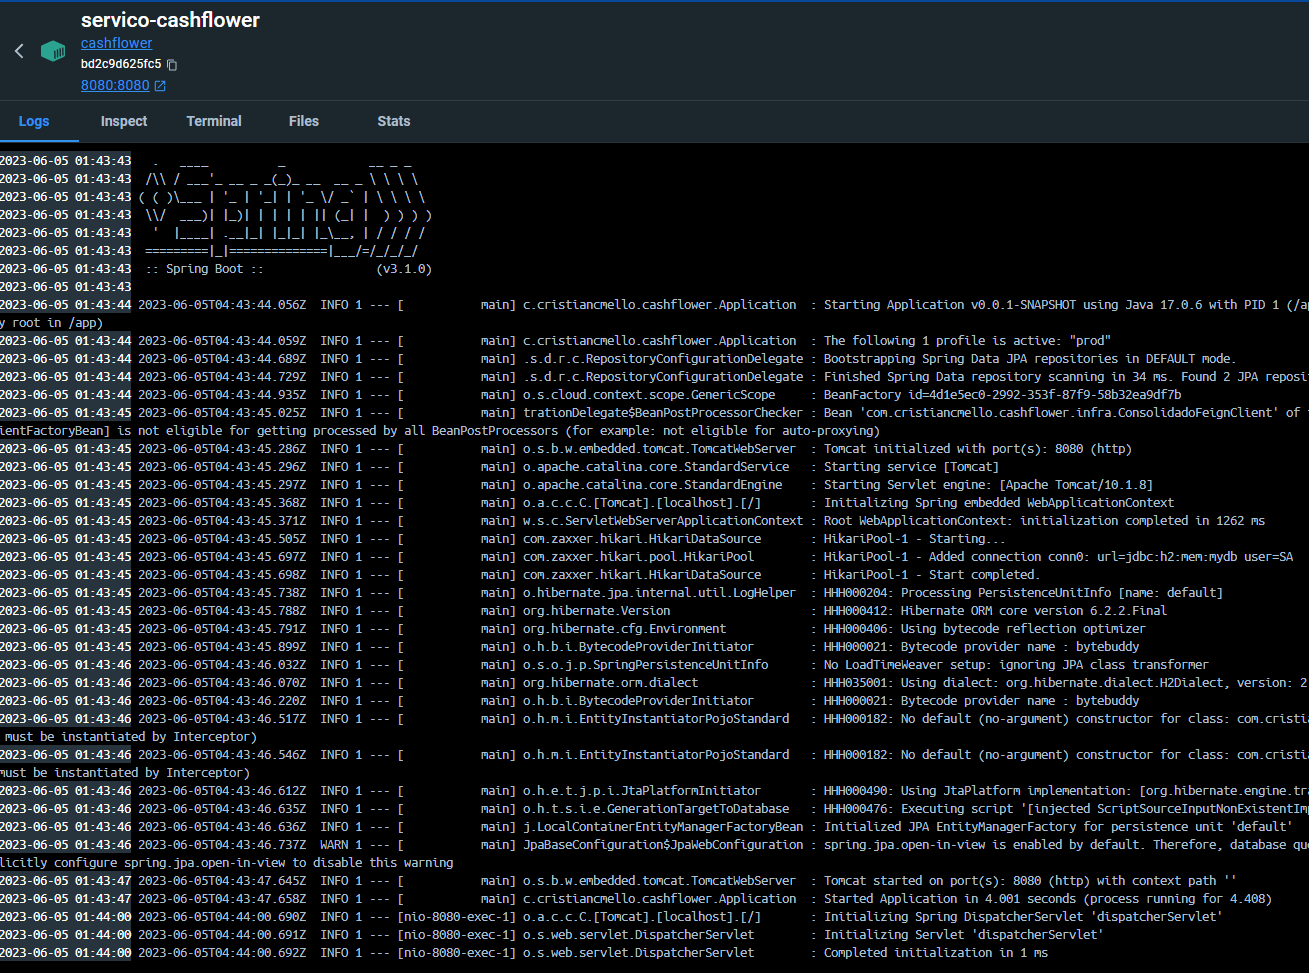 servico-cashflower
cashflower
bd2c9d625fc5
8080:8080
Logs Inspect Terminal Files Stats
2023-06-05 01:43:43   .   ____          _            __ _ _
2023-06-05 01:43:43  /\\ / ___'_ __ _ _(_)_ __  __ _ \ \ \ \
2023-06-05 01:43:43 ( ( )\___ | '_ | '_| | '_ \/ _` | \ \ \ \
2023-06-05 01:43:43  \\/  ___)| |_)| | | | | || (_| |  ) ) ) )
2023-06-05 01:43:43   '  |____| .__|_| |_|_| |_\__, | / / / /
2023-06-05 01:43:43  =========|_|==============|___/=/_/_/_/
2023-06-05 01:43:43  :: Spring Boot ::                (v3.1.0)
2023-06-05 01:43:43
2023-06-05 01:43:44 2023-06-05T04:43:44.056Z  INFO 1 --- [           main] c.cristiancmello.cashflower.Application  : Starting Application v0.0.1-SNAPSHOT using Java 17.0.6 with PID 1 (/ap
y root in /app)
2023-06-05 01:43:44 2023-06-05T04:43:44.059Z  INFO 1 --- [           main] c.cristiancmello.cashflower.Application  : The following 1 profile is active: "prod"
2023-06-05 01:43:44 2023-06-05T04:43:44.689Z  INFO 1 --- [           main] .s.d.r.c.RepositoryConfigurationDelegate : Bootstrapping Spring Data JPA repositories in DEFAULT mode.
2023-06-05 01:43:44 2023-06-05T04:43:44.729Z  INFO 1 --- [           main] .s.d.r.c.RepositoryConfigurationDelegate : Finished Spring Data repository scanning in 34 ms. Found 2 JPA reposit
2023-06-05 01:43:44 2023-06-05T04:43:44.935Z  INFO 1 --- [           main] o.s.cloud.context.scope.GenericScope     : BeanFactory id=4d1e5ec0-2992-353f-87f9-58b32ea9df7b
2023-06-05 01:43:45 2023-06-05T04:43:45.025Z  INFO 1 --- [           main] trationDelegate$BeanPostProcessorChecker : Bean 'com.cristiancmello.cashflower.infra.ConsolidadoFeignClient' of t
ientFactoryBean] is not eligible for getting processed by all BeanPostProcessors (for example: not eligible for auto-proxying)
2023-06-05 01:43:45 2023-06-05T04:43:45.286Z  INFO 1 --- [           main] o.s.b.w.embedded.tomcat.TomcatWebServer  : Tomcat initialized with port(s): 8080 (http)
2023-06-05 01:43:45 2023-06-05T04:43:45.296Z  INFO 1 --- [           main] o.apache.catalina.core.StandardService   : Starting service [Tomcat]
2023-06-05 01:43:45 2023-06-05T04:43:45.297Z  INFO 1 --- [           main] o.apache.catalina.core.StandardEngine    : Starting Servlet engine: [Apache Tomcat/10.1.8]
2023-06-05 01:43:45 2023-06-05T04:43:45.368Z  INFO 1 --- [           main] o.a.c.c.C.[Tomcat].[localhost].[/]       : Initializing Spring embedded WebApplicationContext
2023-06-05 01:43:45 2023-06-05T04:43:45.371Z  INFO 1 --- [           main] w.s.c.ServletWebServerApplicationContext : Root WebApplicationContext: initialization completed in 1262 ms
2023-06-05 01:43:45 2023-06-05T04:43:45.505Z  INFO 1 --- [           main] com.zaxxer.hikari.HikariDataSource       : HikariPool-1 - Starting...
2023-06-05 01:43:45 2023-06-05T04:43:45.697Z  INFO 1 --- [           main] com.zaxxer.hikari.pool.HikariPool        : HikariPool-1 - Added connection conn0: url=jdbc:h2:mem:mydb user=SA
2023-06-05 01:43:45 2023-06-05T04:43:45.698Z  INFO 1 --- [           main] com.zaxxer.hikari.HikariDataSource       : HikariPool-1 - Start completed.
2023-06-05 01:43:45 2023-06-05T04:43:45.738Z  INFO 1 --- [           main] o.hibernate.jpa.internal.util.LogHelper  : HHH000204: Processing PersistenceUnitInfo [name: default]
2023-06-05 01:43:45 2023-06-05T04:43:45.788Z  INFO 1 --- [           main] org.hibernate.Version                    : HHH000412: Hibernate ORM core version 6.2.2.Final
2023-06-05 01:43:45 2023-06-05T04:43:45.791Z  INFO 1 --- [           main] org.hibernate.cfg.Environment            : HHH000406: Using bytecode reflection optimizer
2023-06-05 01:43:45 2023-06-05T04:43:45.899Z  INFO 1 --- [           main] o.h.b.i.BytecodeProviderInitiator        : HHH000021: Bytecode provider name : bytebuddy
2023-06-05 01:43:46 2023-06-05T04:43:46.032Z  INFO 1 --- [           main] o.s.o.j.p.SpringPersistenceUnitInfo      : No LoadTimeWeaver setup: ignoring JPA class transformer
2023-06-05 01:43:46 2023-06-05T04:43:46.070Z  INFO 1 --- [           main] org.hibernate.orm.dialect                : HHH035001: Using dialect: org.hibernate.dialect.H2Dialect, version: 2
2023-06-05 01:43:46 2023-06-05T04:43:46.220Z  INFO 1 --- [           main] o.h.b.i.BytecodeProviderInitiator        : HHH000021: Bytecode provider name : bytebuddy
2023-06-05 01:43:46 2023-06-05T04:43:46.517Z  INFO 1 --- [           main] o.h.m.i.EntityInstantiatorPojoStandard   : HHH000182: No default (no-argument) constructor for class: com.cristia
 must be instantiated by Interceptor)
2023-06-05 01:43:46 2023-06-05T04:43:46.546Z  INFO 1 --- [           main] o.h.m.i.EntityInstantiatorPojoStandard   : HHH000182: No default (no-argument) constructor for class: com.cristia
must be instantiated by Interceptor)
2023-06-05 01:43:46 2023-06-05T04:43:46.612Z  INFO 1 --- [           main] o.h.e.t.j.p.i.JtaPlatformInitiator       : HHH000490: Using JtaPlatform implementation: [org.hibernate.engine.tra
2023-06-05 01:43:46 2023-06-05T04:43:46.635Z  INFO 1 --- [           main] o.h.t.s.i.e.GenerationTargetToDatabase   : HHH000476: Executing script '[injected ScriptSourceInputNonExistentImp
2023-06-05 01:43:46 2023-06-05T04:43:46.636Z  INFO 1 --- [           main] j.LocalContainerEntityManagerFactoryBean : Initialized JPA EntityManagerFactory for persistence unit 'default'
2023-06-05 01:43:46 2023-06-05T04:43:46.737Z  WARN 1 --- [           main] JpaBaseConfiguration$JpaWebConfiguration : spring.jpa.open-in-view is enabled by default. Therefore, database que
licitly configure spring.jpa.open-in-view to disable this warning
2023-06-05 01:43:47 2023-06-05T04:43:47.645Z  INFO 1 --- [           main] o.s.b.w.embedded.tomcat.TomcatWebServer  : Tomcat started on port(s): 8080 (http) with context path ''
2023-06-05 01:43:47 2023-06-05T04:43:47.658Z  INFO 1 --- [           main] c.cristiancmello.cashflower.Application  : Started Application in 4.001 seconds (process running for 4.408)
2023-06-05 01:44:00 2023-06-05T04:44:00.690Z  INFO 1 --- [nio-8080-exec-1] o.a.c.c.C.[Tomcat].[localhost].[/]       : Initializing Spring DispatcherServlet 'dispatcherServlet'
2023-06-05 01:44:00 2023-06-05T04:44:00.691Z  INFO 1 --- [nio-8080-exec-1] o.s.web.servlet.DispatcherServlet        : Initializing Servlet 'dispatcherServlet'
2023-06-05 01:44:00 2023-06-05T04:44:00.692Z  INFO 1 --- [nio-8080-exec-1] o.s.web.servlet.DispatcherServlet        : Completed initialization in 1 ms